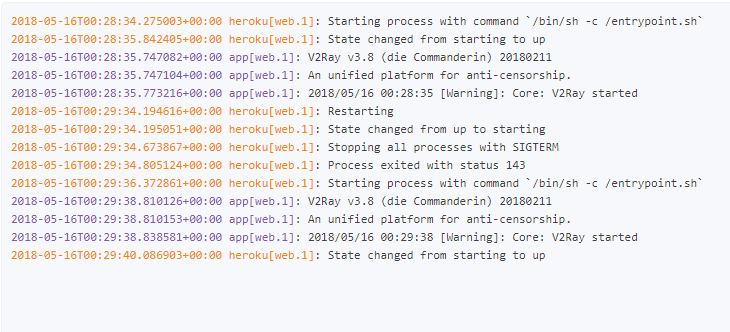 2018-05-16T00:28:34.275003+00:00 heroku[web.1]: Starting process with command `/bin/sh -c /entrypoint.sh`
2018-05-16T00:28:35.842405+00:00 heroku[web.1]: State changed from starting to up
2018-05-16T00:28:35.747082+00:00 app[web.1]: V2Ray v3.8 (die Commanderin) 20180211
2018-05-16T00:28:35.747104+00:00 app[web.1]: An unified platform for anti-censorship.
2018-05-16T00:28:35.773216+00:00 app[web.1]: 2018/05/16 00:28:35 [Warning]: Core: V2Ray started
2018-05-16T00:29:34.194616+00:00 heroku[web.1]: Restarting
2018-05-16T00:29:34.195051+00:00 heroku[web.1]: State changed from up to starting
2018-05-16T00:29:34.673867+00:00 heroku[web.1]: Stopping all processes with SIGTERM
2018-05-16T00:29:34.805124+00:00 heroku[web.1]: Process exited with status 143
2018-05-16T00:29:36.372861+00:00 heroku[web.1]: Starting process with command `/bin/sh -c /entrypoint.sh`
2018-05-16T00:29:38.810126+00:00 app[web.1]: V2Ray v3.8 (die Commanderin) 20180211
2018-05-16T00:29:38.810153+00:00 app[web.1]: An unified platform for anti-censorship.
2018-05-16T00:29:38.838581+00:00 app[web.1]: 2018/05/16 00:29:38 [Warning]: Core: V2Ray started
2018-05-16T00:29:40.086903+00:00 heroku[web.1]: State changed from starting to up